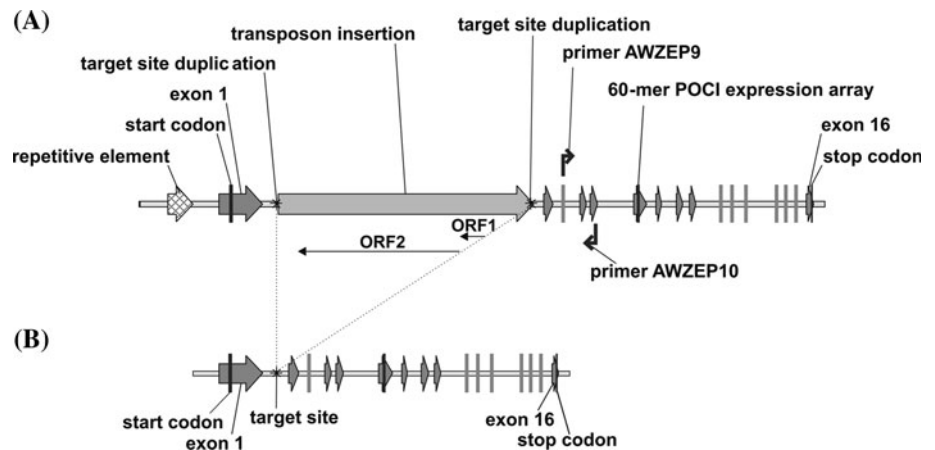 (A)
transposon insertion
target site duplication
primer AWZEP9
target site duplication
60-mer POCI expression array
exon 1
start codon
exon 16
repetitive element
stop codon
ORF1
ORF2
primer AWZEP10
(B)
start codon
target site
exon 16
exon 1
stop codon